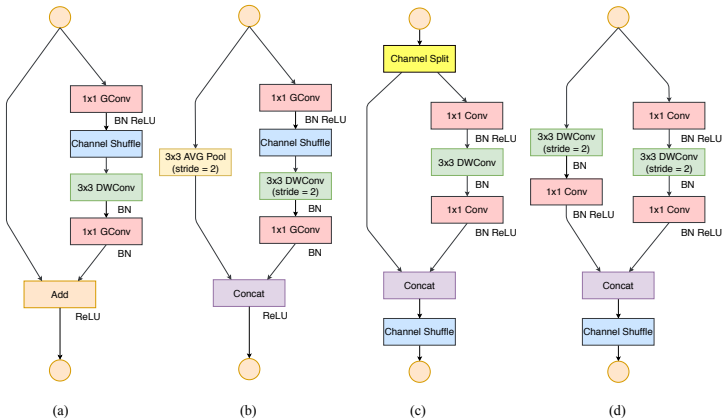 1x1 GConv
BN ReLU
Channel Shuffle
3x3 DWConv
BN
1x1 GConv
BN
Add
ReLU
(a)
3x3 AVG Pool
(stride = 2)
1x1 GConv
BN ReLU
Channel Shuffle
3x3 DWConv
(stride = 2)
BN
1x1 GConv
BN
Concat
ReLU
(b)
Channel Split
1x1 Conv
BN ReLU
3x3 DWConv
BN
1x1 Conv
BN ReLU
Concat
Channel Shuffle
(c)
3x3 DWConv
(stride = 2)
BN
1x1 Conv
BN ReLU
1x1 Conv
BN ReLU
3x3 DWConv
(stride = 2)
BN
1x1 Conv
BN ReLU
Concat
Channel Shuffle
(d)